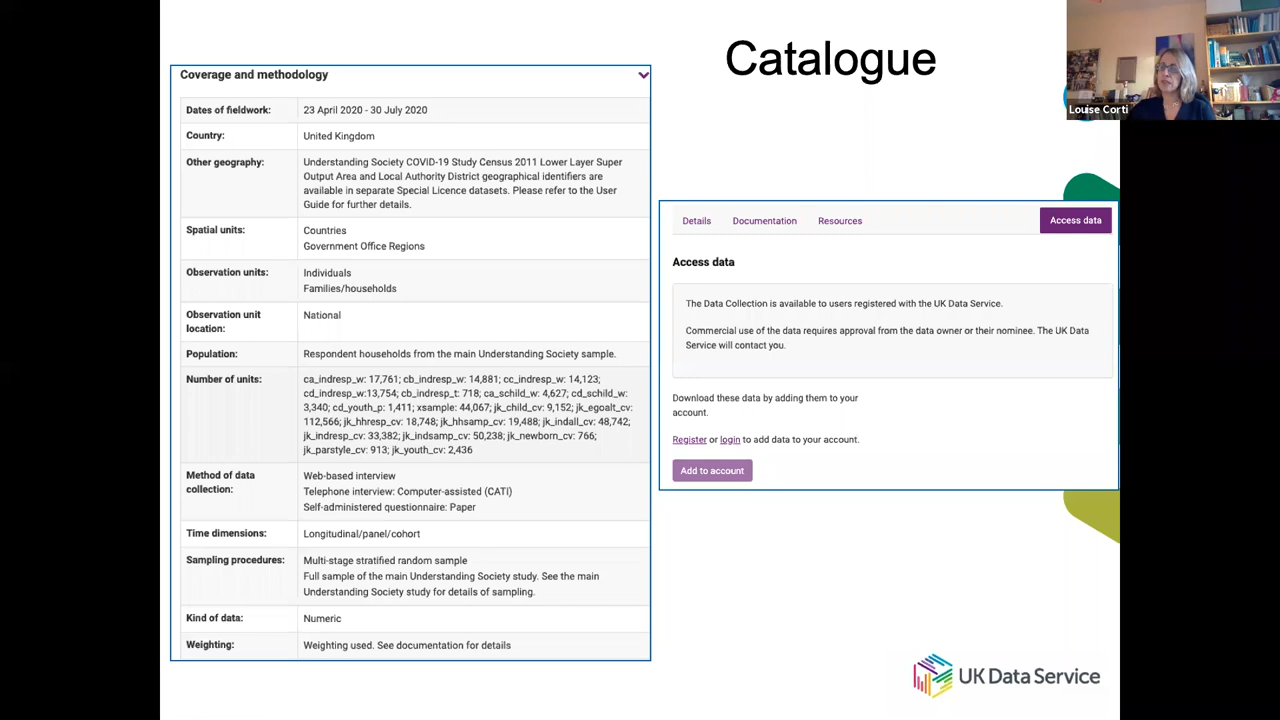 Catalogue
Louise Corti
Coverage and methodology
Dates of fieldwork: 23 April 2020 - 30 July 2020
Country: United Kingdom
Other geography: Understanding Society COVID-19 Study Census 2011 Lower Layer Super
Output Area and Local Authority District geographical identifiers are
available in separate Special Licence datasets. Please refer to the User
Guide for further details.
Spatial units: Countries
Government Office Regions
Observation units: Individuals
Families/households
Observation unit National
location:
Population: Respondent households from the main Understanding Society sample.
Number of units: ca_indresp_w: 17,761; cb_indresp_w: 14,881; cc_indresp_w: 14,123;
cd_indresp_w:13,754; cb_indresp_t: 718; ca_schild_w: 4,627; cd_schild_w:
3,340; cd_youth_p: 1,411; xsample: 44,067; jk_child_cv: 9,152; jk_egoalt_cv:
112,566; jk_hhresp_cv: 18,748; jk_hhsamp_cv: 19,488; jk_indall_cv: 48,742;
jk_indresp_cv: 33,382; jk_indsamp_cv: 50,238; jk_newborn_cv: 766;
jk_parstyle_cv: 913; jk_youth_cv: 2,436
Method of data Web-based interview
collection: Telephone interview: Computer-assisted (CATI)
Self-administered questionnaire: Paper
Time dimensions: Longitudinal/panel/cohort
Sampling procedures: Multi-stage stratified random sample
Full sample of the main Understanding Society study. See the main
Understanding Society study for details of sampling.
Kind of data: Numeric
Weighting: Weighting used. See documentation for details
Details Documentation Resources Access data
Access data
The Data Collection is available to users registered with the UK Data Service.
Commercial use of the data requires approval from the data owner or their nominee. The UK Data
Service will contact you.
Download these data by adding them to your
account.
Register or login to add data to your account.
Add to account
UK Data Service